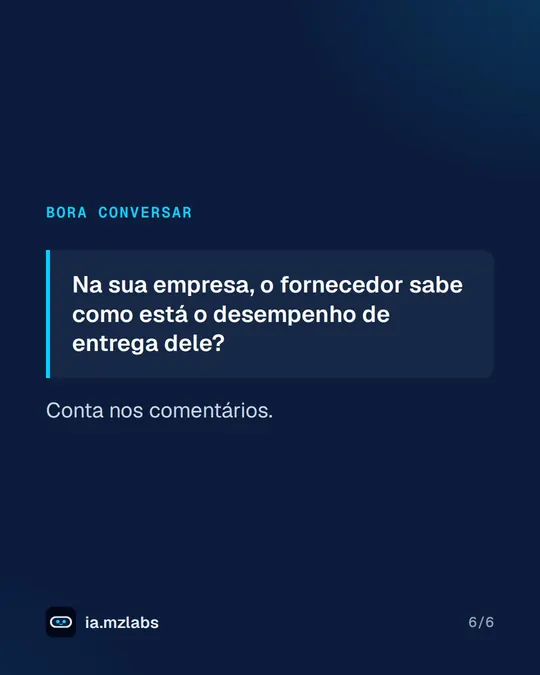 BORA CONVERSAR
Na sua empresa, o fornecedor sabe
como está o desempenho de
entrega dele?
Conta nos comentários.
ia.mzlabs
6/6